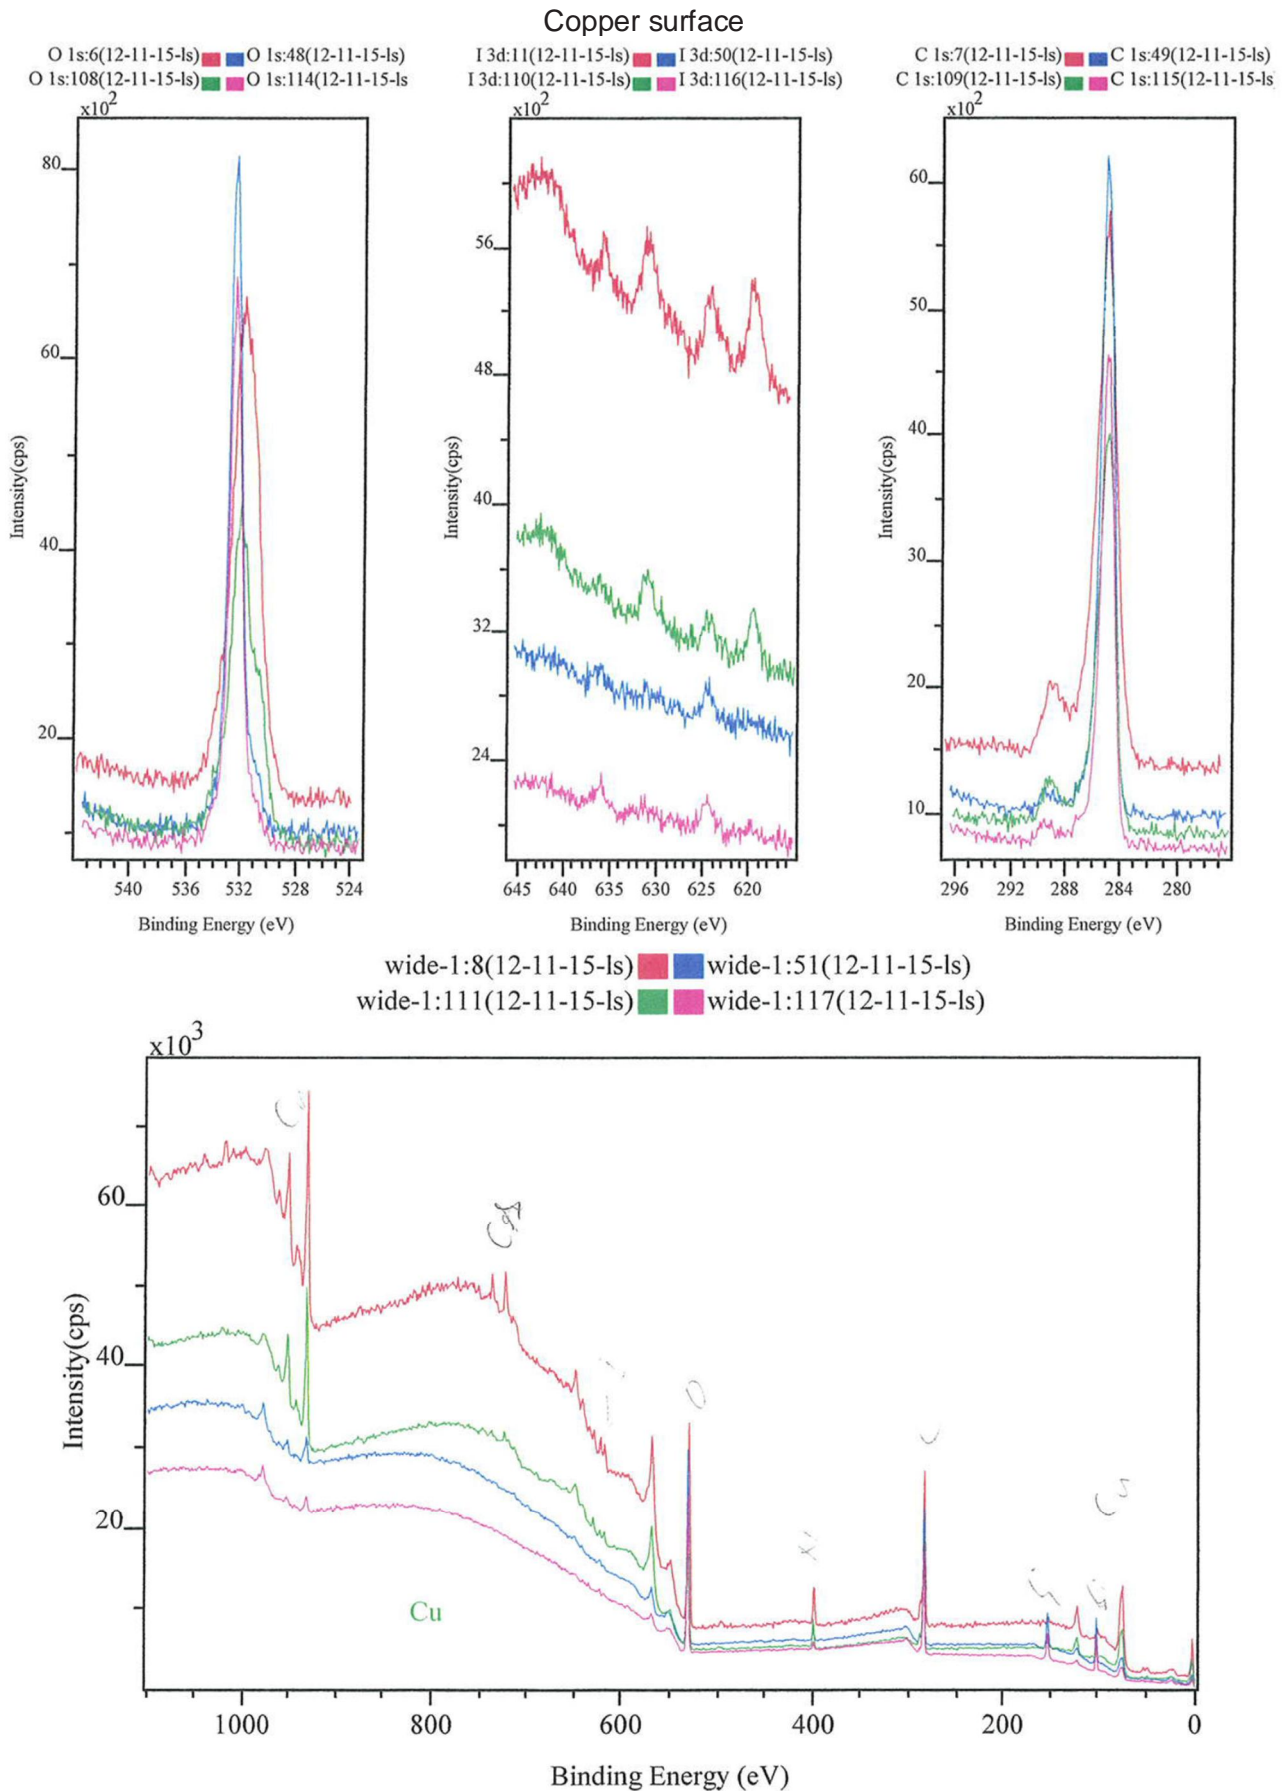 Copper surface
O 1s:6(12-11-15-ls) O 1s:48(12-11-15-ls)
O 1s:108(12-11-15-ls) O 1s:114(12-11-15-ls
I 3d:11(12-11-15-ls) I 3d:50(12-11-15-ls)
I 3d:110(12-11-15-ls) I 3d:116(12-11-15-ls)
C 1s:7(12-11-15-ls) C 1s:49(12-11-15-ls)
C 1s:109(12-11-15-ls) C 1s:115(12-11-15-ls
x10²
80
60
40
20
Intensity(cps)
540 536 532 528 524
Binding Energy (eV)
x10²
56
48
40
32
24
Intensity(cps)
645 640 635 630 625 620
Binding Energy (eV)
x10²
60
50
40
30
20
10
Intensity(cps)
296 292 288 284 280
Binding Energy (eV)
wide-1:8(12-11-15-ls) wide-1:51(12-11-15-ls)
wide-1:111(12-11-15-ls) wide-1:117(12-11-15-ls)
x10³
60
40
20
Intensity(cps)
O
C
Cu
1000 800 600 400 200 0
Binding Energy (eV)